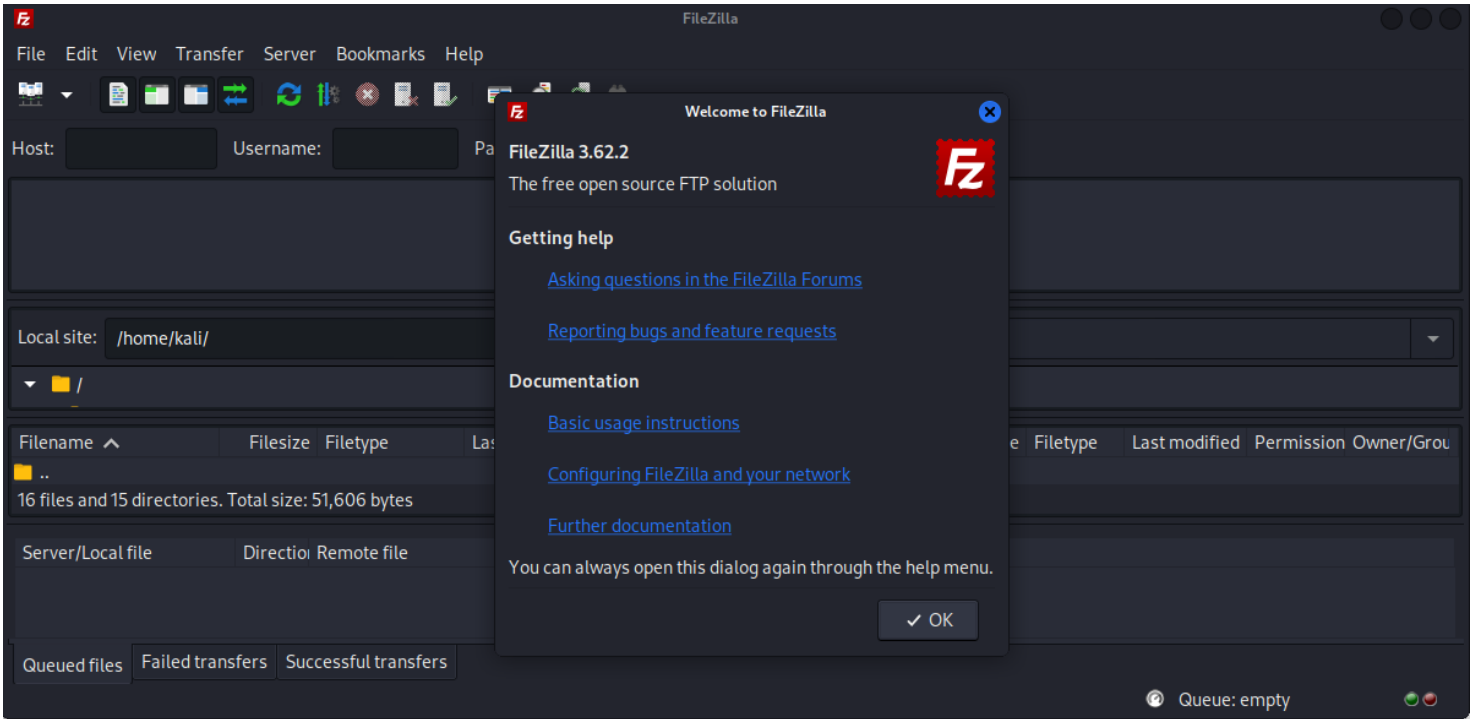 FileZilla
File Edit View Transfer Server Bookmarks Help
Host: Username:
Welcome to FileZilla
FileZilla 3.62.2
The free open source FTP solution
Getting help
Asking questions in the FileZilla Forums
Reporting bugs and feature requests
Documentation
Basic usage instructions
Configuring FileZilla and your network
Further documentation
You can always open this dialog again through the help menu.
OK
Local site: /home/kali/
/
Filename Filesize Filetype
Filetype Last modified Permission Owner/Grou
..
16 files and 15 directories. Total size: 51,606 bytes
Server/Local file Directio Remote file
Queued files Failed transfers Successful transfers
Queue: empty